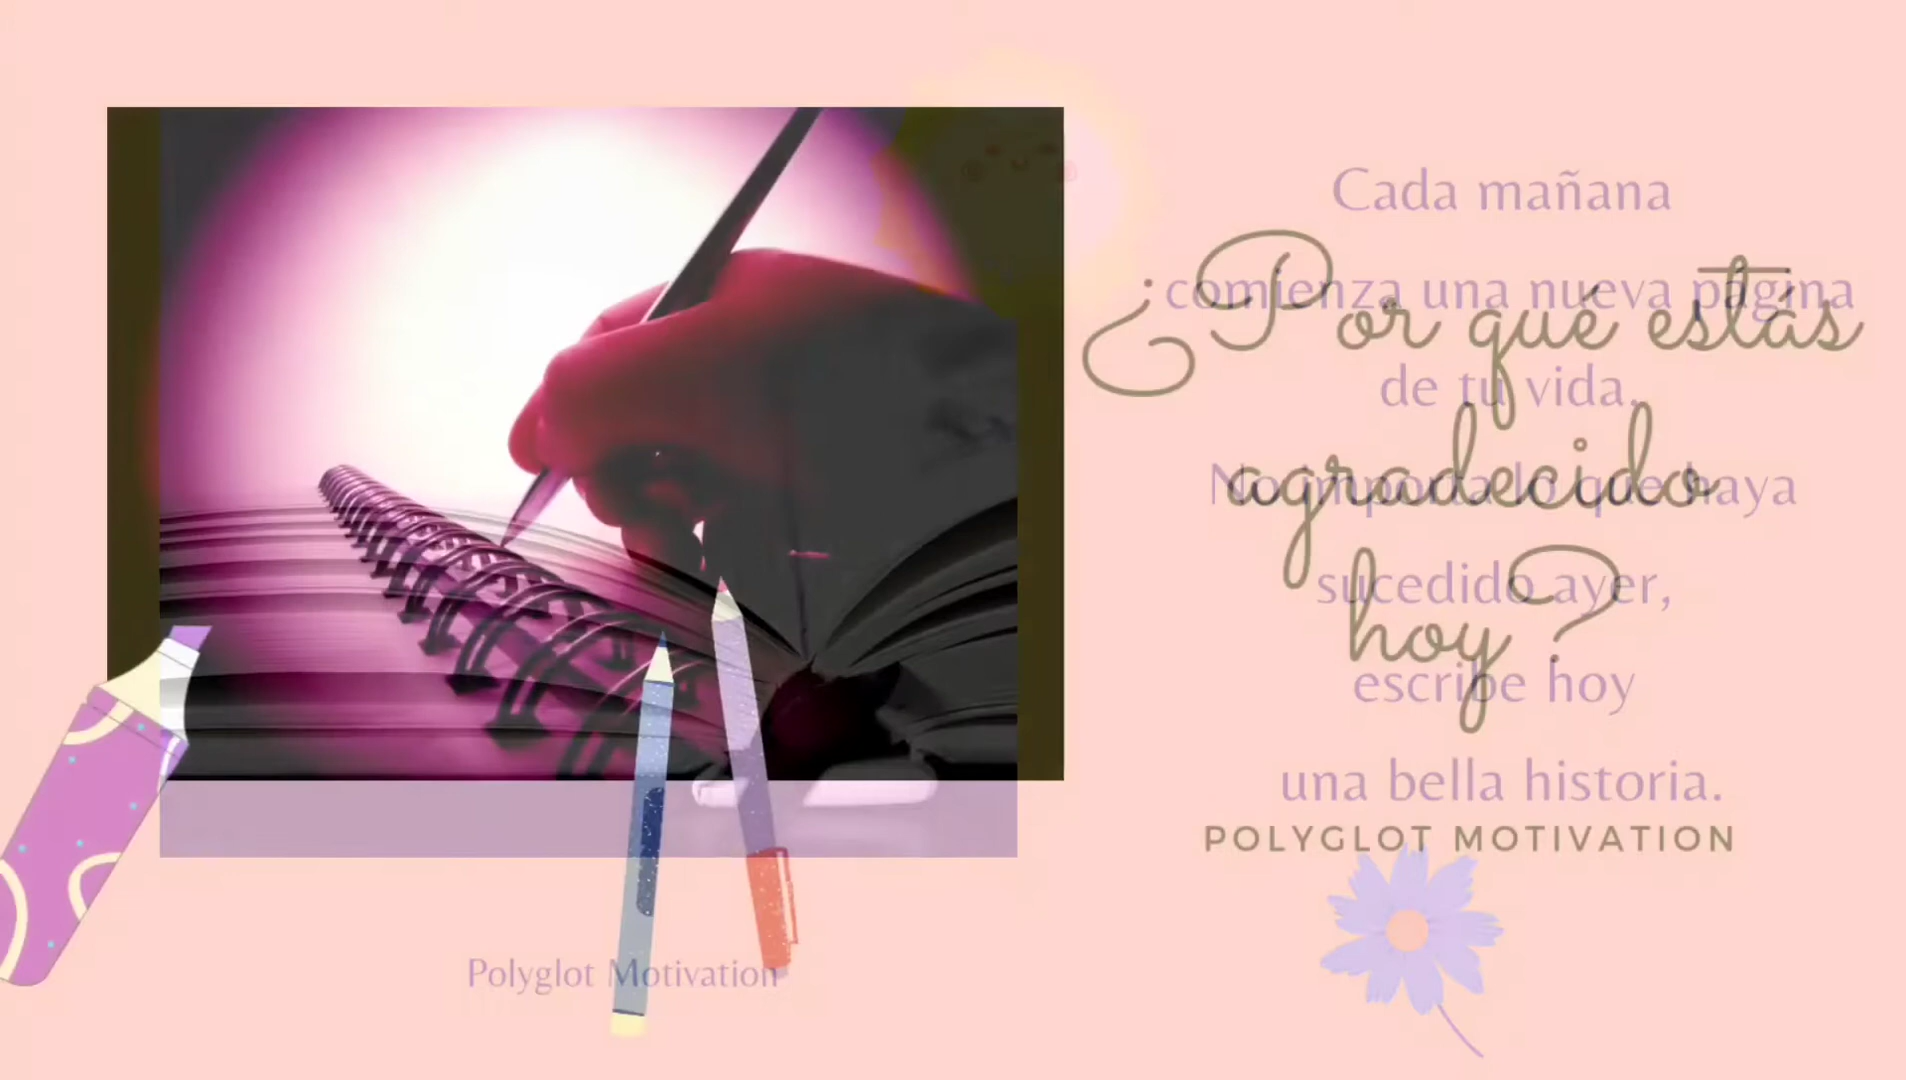 Cada mañana
comienza una nueva página
de tu vida.
No importa lo que haya
sucedido ayer,
escribe hoy
una bella historia.
¿Por qué estás
agradecido
hoy?
POLYGLOT MOTIVATION
Polyglot Motivation